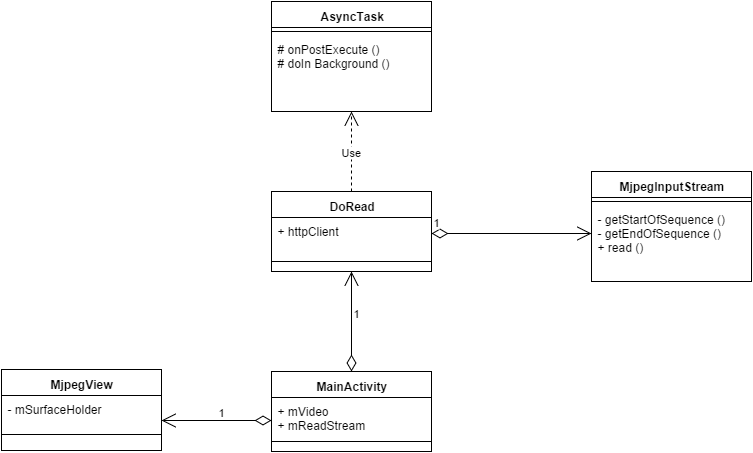 AsyncTask
# onPostExecute ()
# doIn Background ()
Use
DoRead
+ httpClient
1
MjpegInputStream
- getStartOfSequence ()
- getEndOfSequence ()
+ read ()
1
MjpegView
- mSurfaceHolder
1
MainActivity
+ mVideo
+ mReadStream